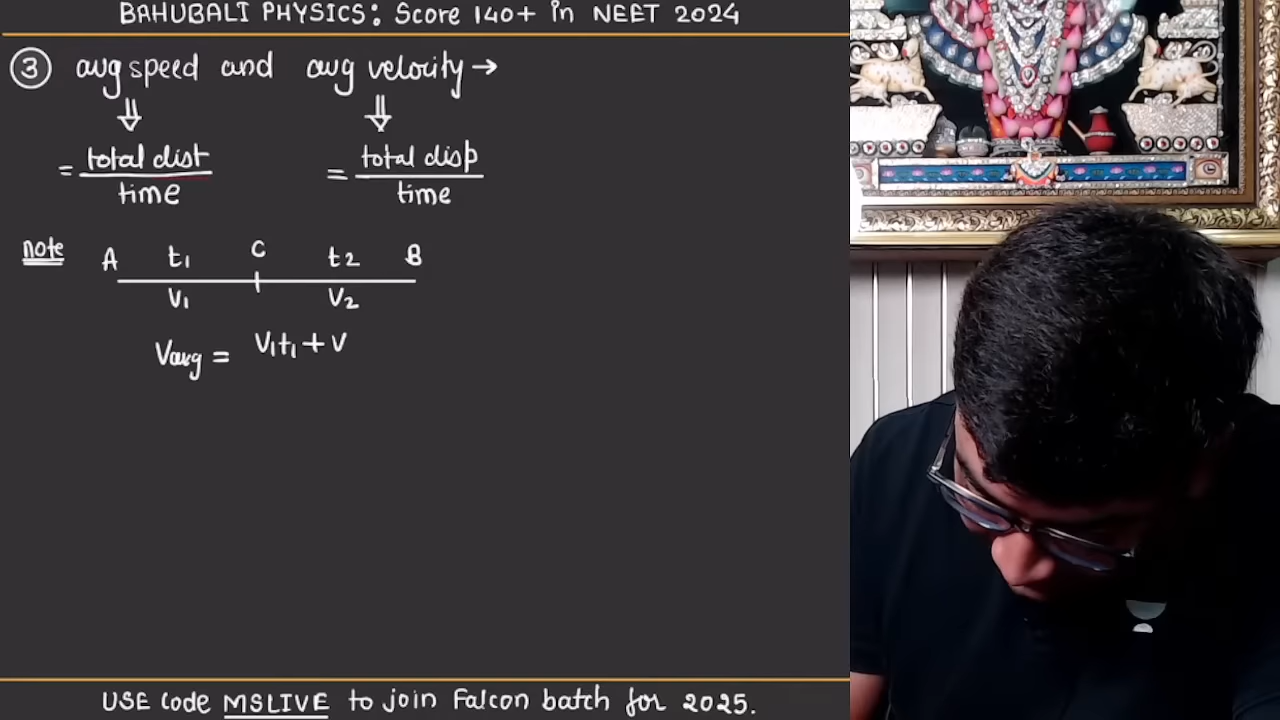 BAHUBALI PHYSICS: Score 140+ in NEET 2024
③ avg speed and avg velocity →
⇓ ⇓
= total dist / time = total disp / time
note A t₁ C t₂ B
V₁ V₂
Vavg = V₁t₁ + V
USE Code MSLIVE to join Falcon batch for 2025.